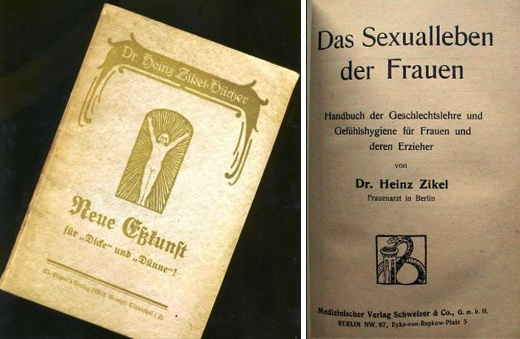 Dr. Heinz Zikel-Bücher
Neue Eßkunst
für „Dicke" und „Dünne"!
Das Sexualleben
der Frauen
Handbuch der Geschlechtslehre und
Gefühlshygiene für Frauen und
deren Erzieher
von
Dr. Heinz Zikel
Frauenarzt in Berlin
Medizinischer Verlag Schweizer & Co., G. m. b. H.
BERLIN NW. 87, Eyke-von-Repkow-Platz 5